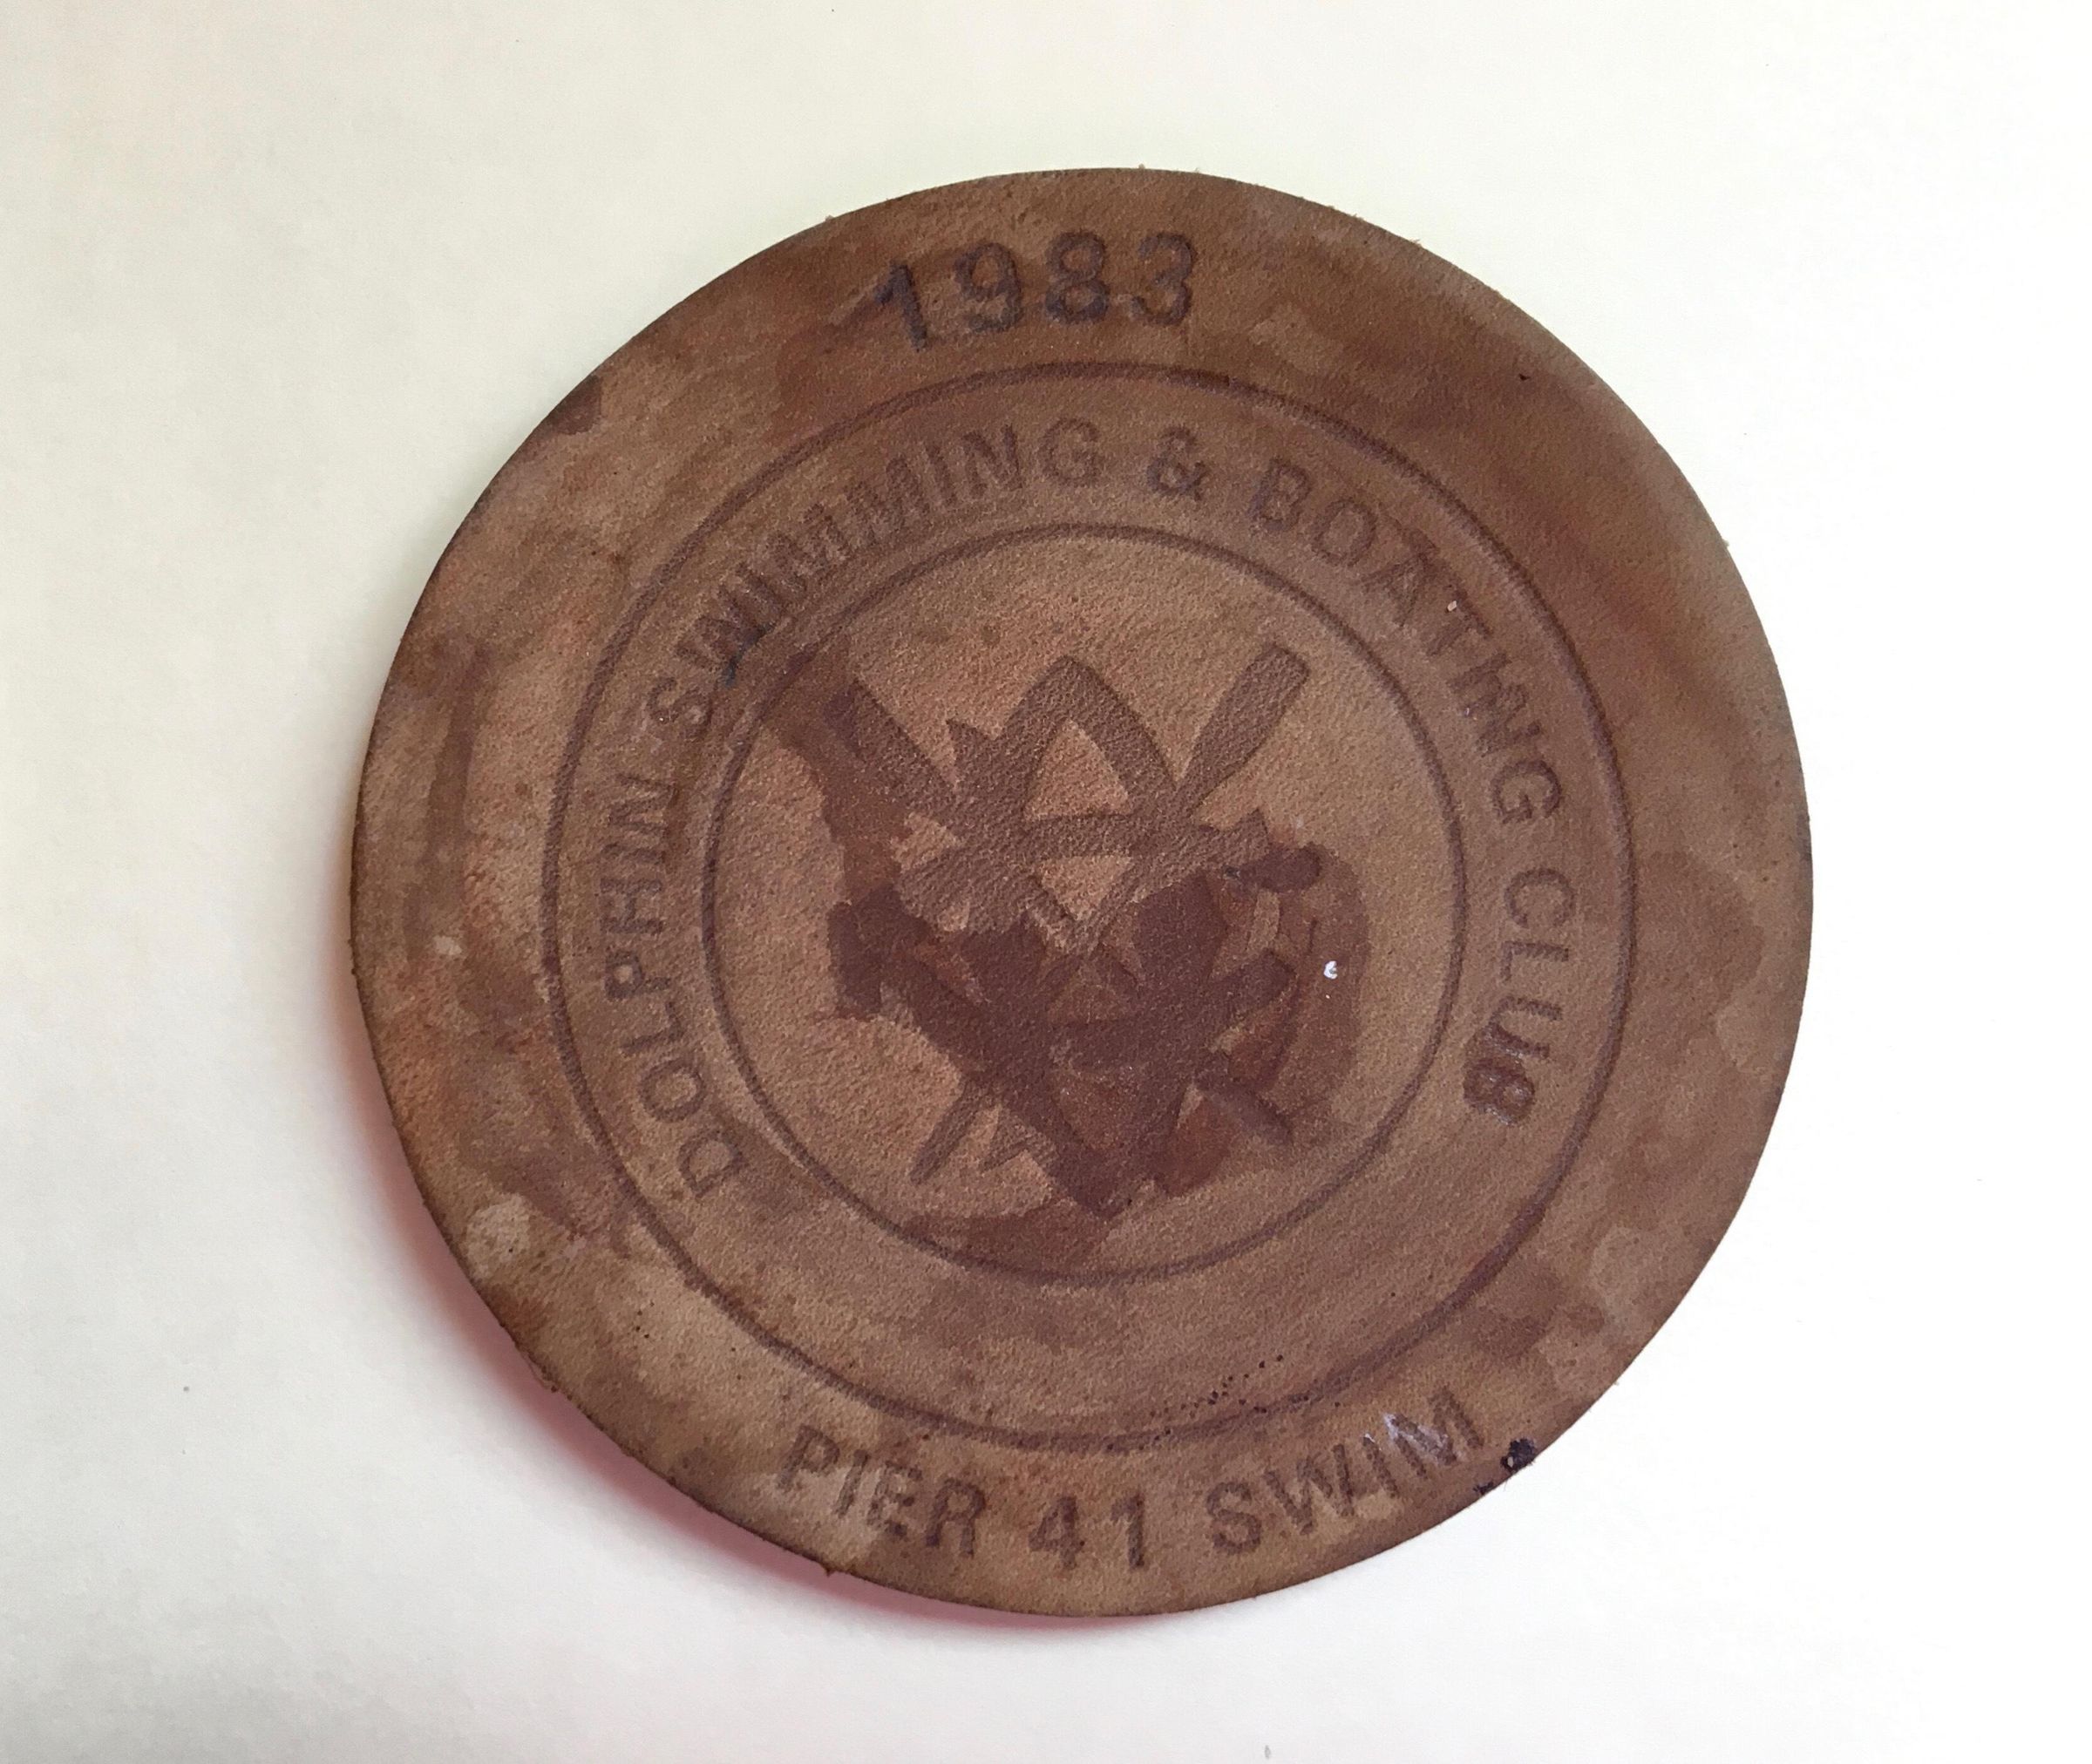 1983
DOLPHIN SWIMMING & BOATING CLUB
PIER 41 SWIM